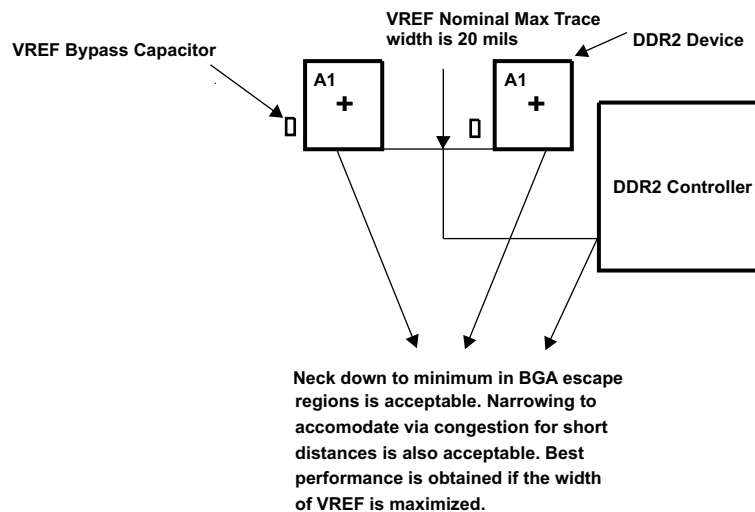 VREF Nominal Max Trace
width is 20 mils
DDR2 Device
VREF Bypass Capacitor
A1
A1
DDR2 Controller
Neck down to minimum in BGA escape
regions is acceptable. Narrowing to
accomodate via congestion for short
distances is also acceptable. Best
performance is obtained if the width
of VREF is maximized.